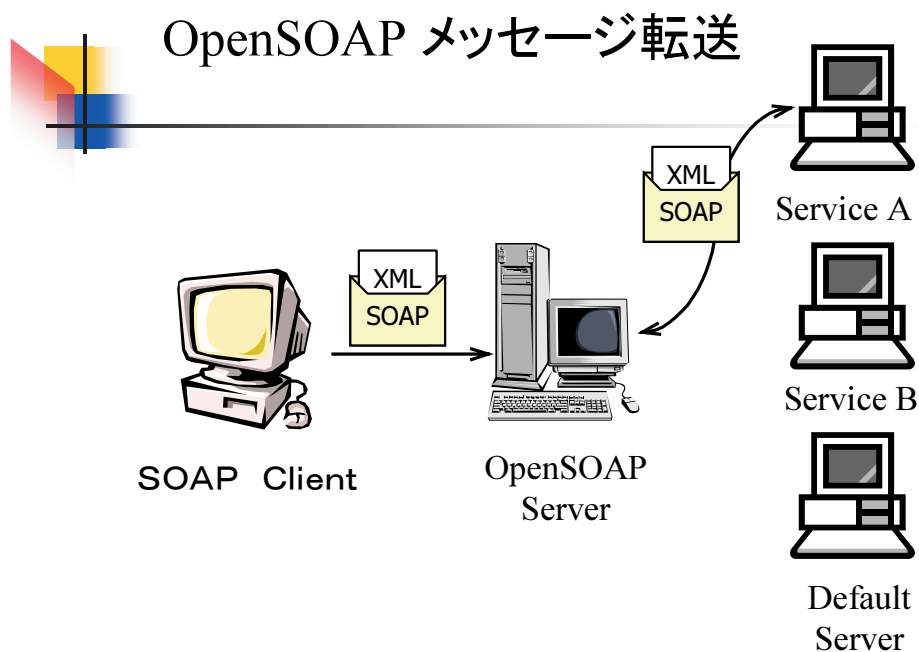 OpenSOAP メッセージ転送
XML
SOAP
Service A
XML
SOAP
Service B
SOAP　Client
OpenSOAP
Server
Default
Server